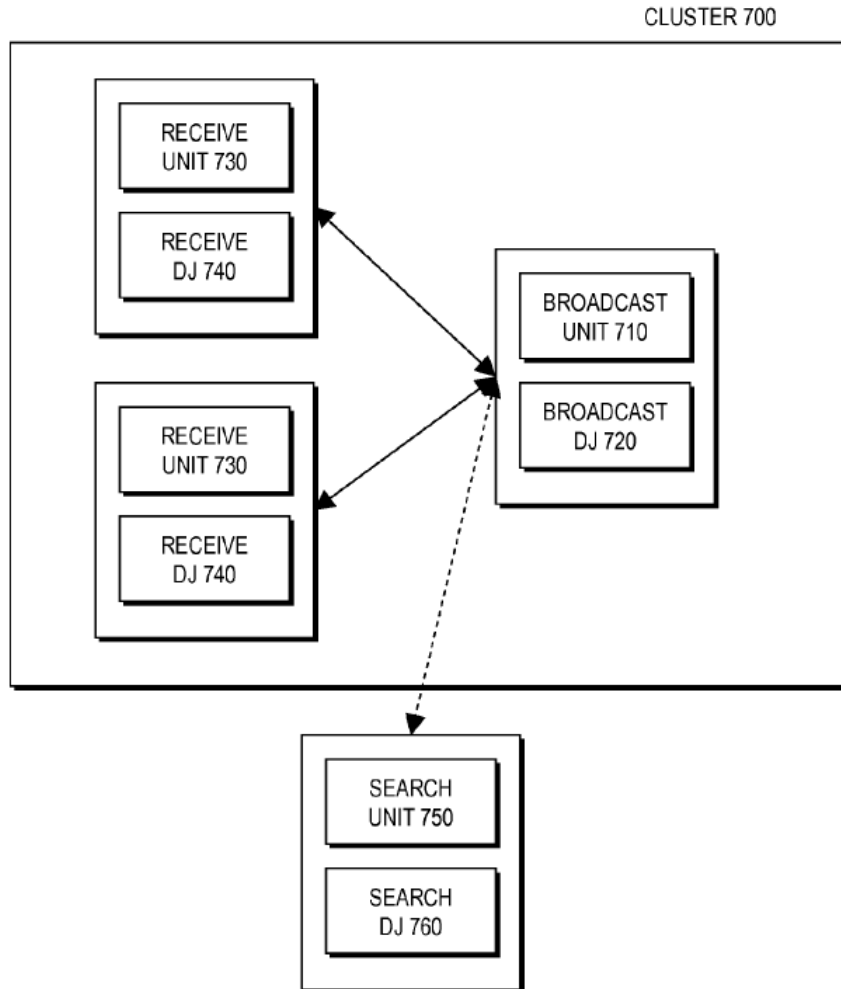 CLUSTER 700
RECEIVE
UNIT 730
RECEIVE
DJ 740
BROADCAST
UNIT 710
BROADCAST
DJ 720
RECEIVE
UNIT 730
RECEIVE
DJ 740
SEARCH
UNIT 750
SEARCH
DJ 760